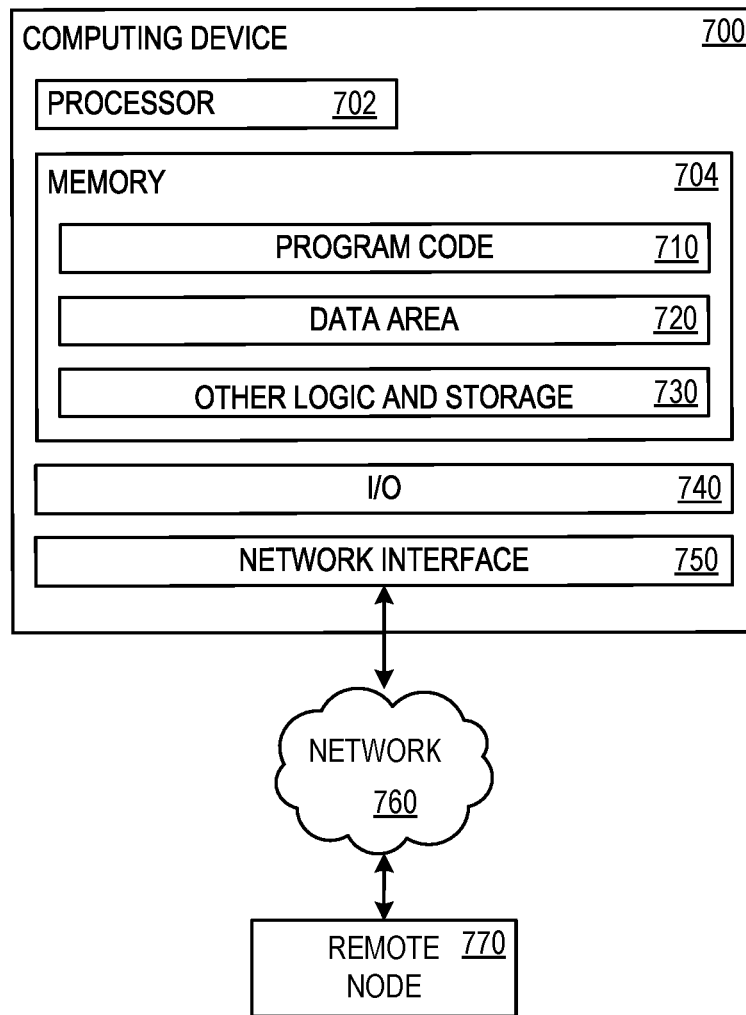 COMPUTING DEVICE 700
PROCESSOR 702
MEMORY 704
PROGRAM CODE 710
DATA AREA 720
OTHER LOGIC AND STORAGE 730
I/O 740
NETWORK INTERFACE 750
NETWORK
760
REMOTE 770
NODE